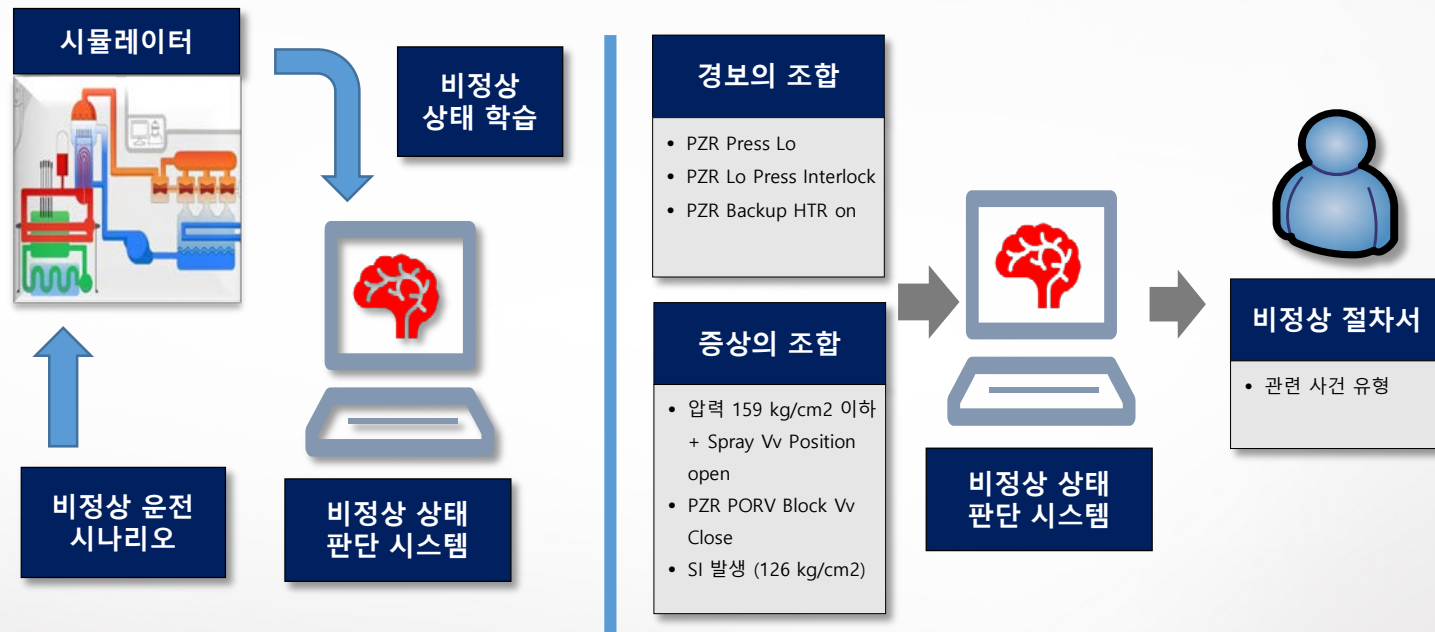 시뮬레이터
비정상
상태 학습
비정상 운전
시나리오
비정상 상태
판단 시스템
경보의 조합
• PZR Press Lo
• PZR Lo Press Interlock
• PZR Backup HTR on
증상의 조합
• 압력 159 kg/cm2 이하
+ Spray Vv Position
open
• PZR PORV Block Vv
Close
• SI 발생 (126 kg/cm2)
비정상 상태
판단 시스템
비정상 절차서
• 관련 사건 유형